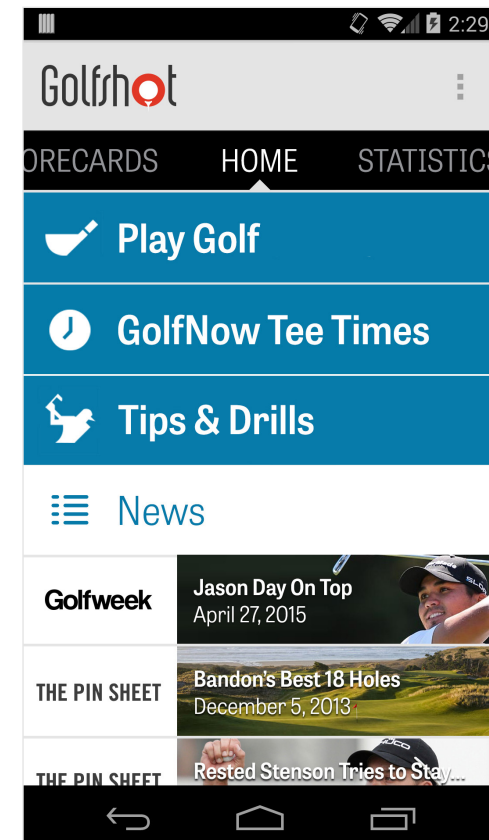 2:29
Golfshot
ORECARDS HOME STATISTICS
Play Golf
GolfNow Tee Times
Tips & Drills
News
Golfweek
Jason Day On Top
April 27, 2015
THE PIN SHEET
Bandon's Best 18 Holes
December 5, 2013
THE PIN SHEET
Rested Stenson Tries to Stay...